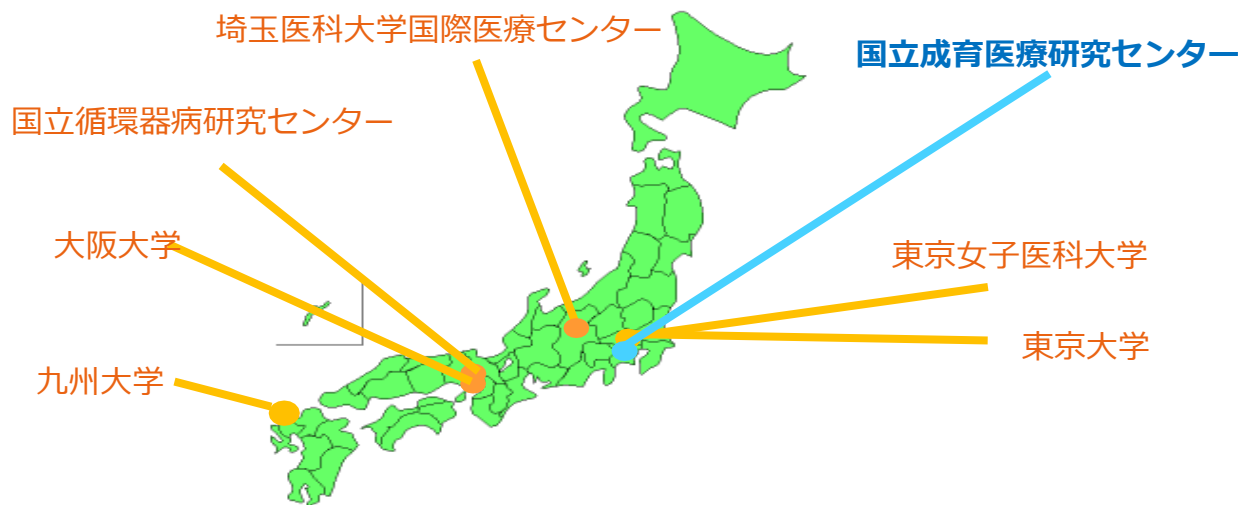 埼玉医科大学国際医療センター
国立成育医療研究センター
国立循環器病研究センター
大阪大学
東京女子医科大学
東京大学
九州大学